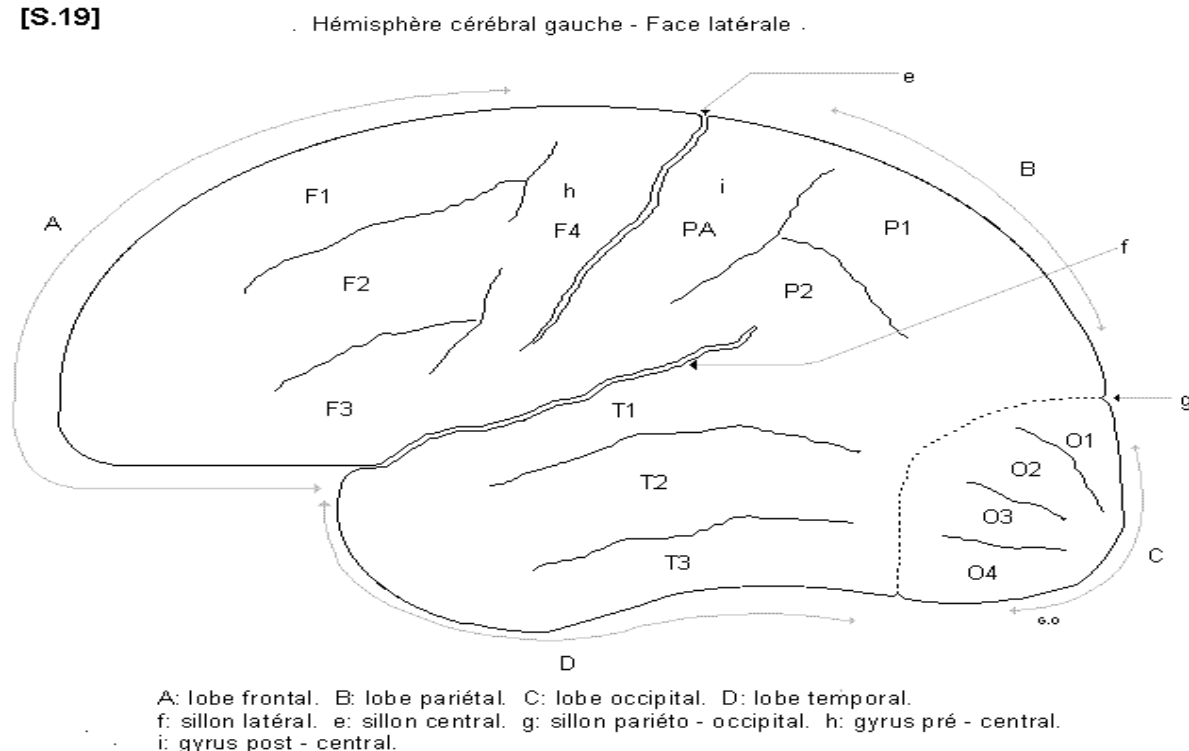 [S.19]
. Hémisphère cérébral gauche - Face latérale .
e
B
F1
h
i
A
F4
PA
P1
f
F2
P2
F3
T1
g
O1
O2
T2
O3
C
T3
O4
G.O
D
A: lobe frontal. B: lobe pariétal. C: lobe occipital. D: lobe temporal.
f: sillon latéral. e: sillon central. g: sillon pariéto - occipital. h: gyrus pré - central.
i: gyrus post - central.